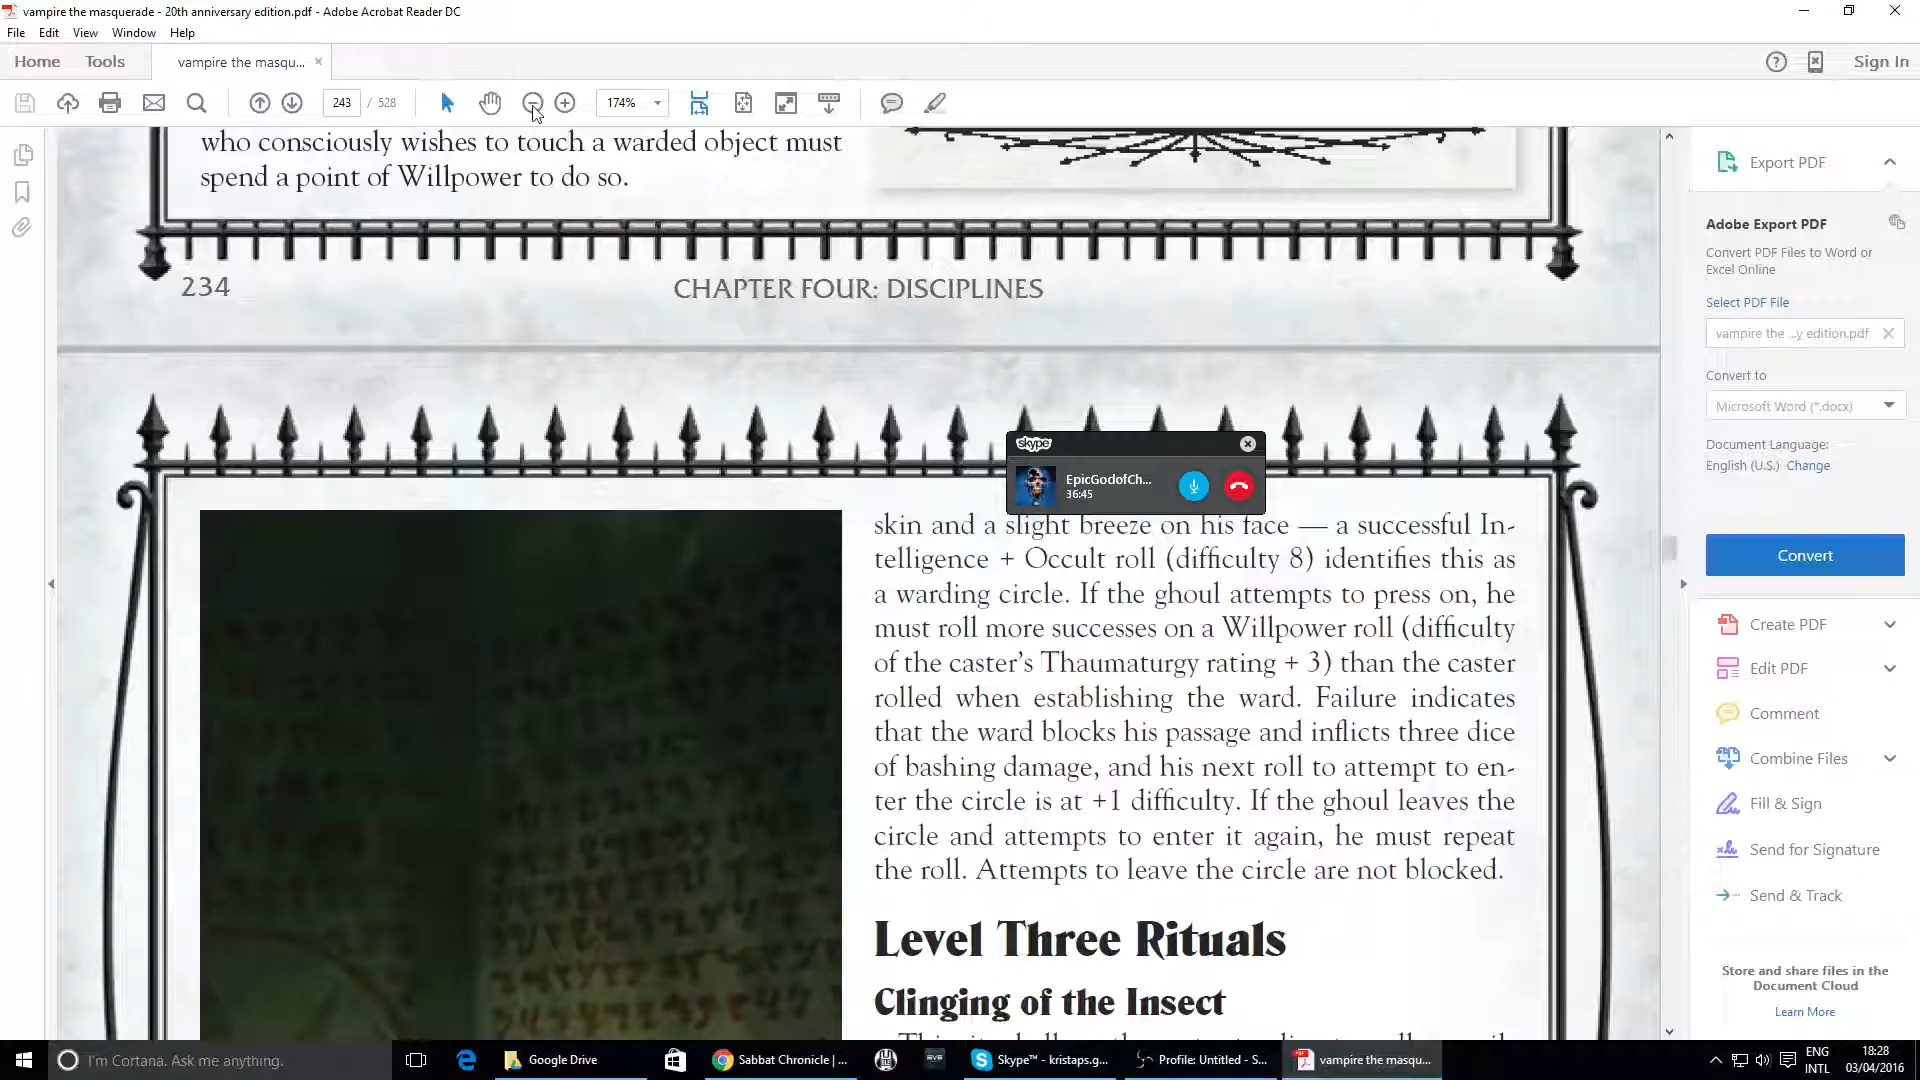 vampire the masquerade - 20th anniversary edition.pdf - Adobe Acrobat Reader DC
File Edit View Window Help
Home Tools vampire the masqu... × Sign In
243 / 528 174%
who consciously wishes to touch a warded object must
spend a point of Willpower to do so.
234 CHAPTER FOUR: DISCIPLINES
skype
EpicGodofCh...
36:45
skin and a slight breeze on his face — a successful In-
telligence + Occult roll (difficulty 8) identifies this as
a warding circle. If the ghoul attempts to press on, he
must roll more successes on a Willpower roll (difficulty
of the caster's Thaumaturgy rating + 3) than the caster
rolled when establishing the ward. Failure indicates
that the ward blocks his passage and inflicts three dice
of bashing damage, and his next roll to attempt to en-
ter the circle is at +1 difficulty. If the ghoul leaves the
circle and attempts to enter it again, he must repeat
the roll. Attempts to leave the circle are not blocked.
Level Three Rituals
Clinging of the Insect
Export PDF
Adobe Export PDF
Convert PDF Files to Word or
Excel Online
Select PDF File
vampire the ...y edition.pdf
Convert to
Microsoft Word (*.docx)
Document Language:
English (U.S.) Change
Convert
Create PDF
Edit PDF
Comment
Combine Files
Fill & Sign
Send for Signature
Send & Track
Store and share files in the
Document Cloud
Learn More
I'm Cortana. Ask me anything.
Google Drive
Sabbat Chronicle | ...
Skype™ - kristaps.g...
Profile: Untitled - S...
vampire the masqu...
ENG
INTL
18:28
03/04/2016